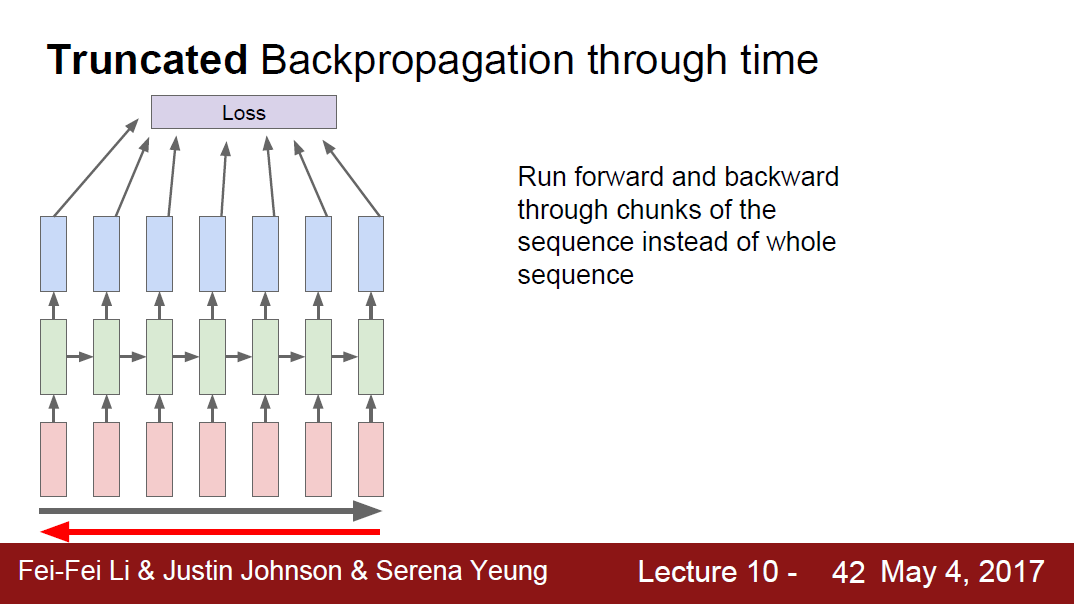 Truncated Backpropagation through time
Loss
Run forward and backward
through chunks of the
sequence instead of whole
sequence
Fei-Fei Li & Justin Johnson & Serena Yeung
Lecture 10 - 42 May 4, 2017